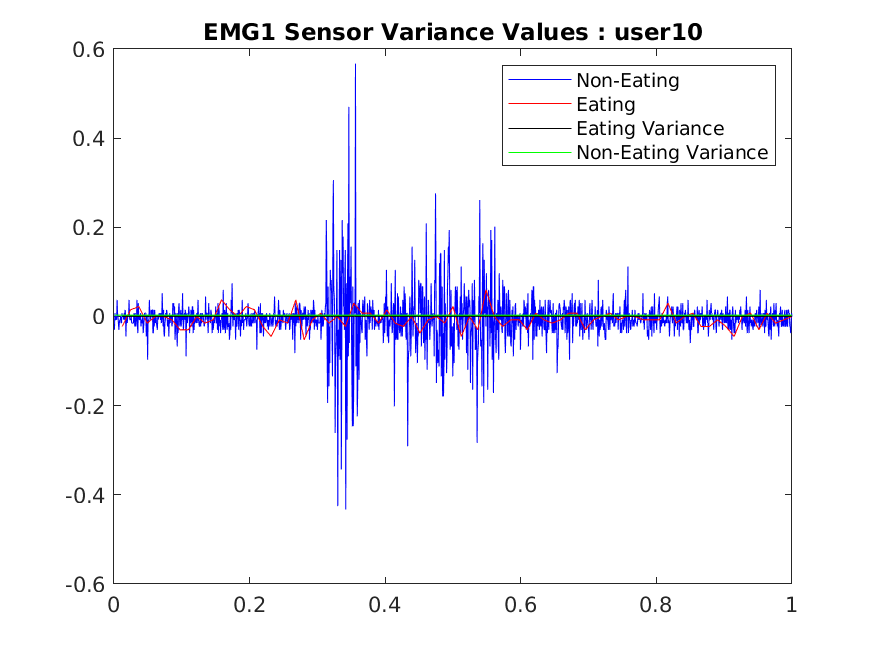 EMG1 Sensor Variance Values : user10
Non-Eating
Eating
Eating Variance
Non-Eating Variance
0.6
0.4
0.2
0
-0.2
-0.4
-0.6
0 0.2 0.4 0.6 0.8 1